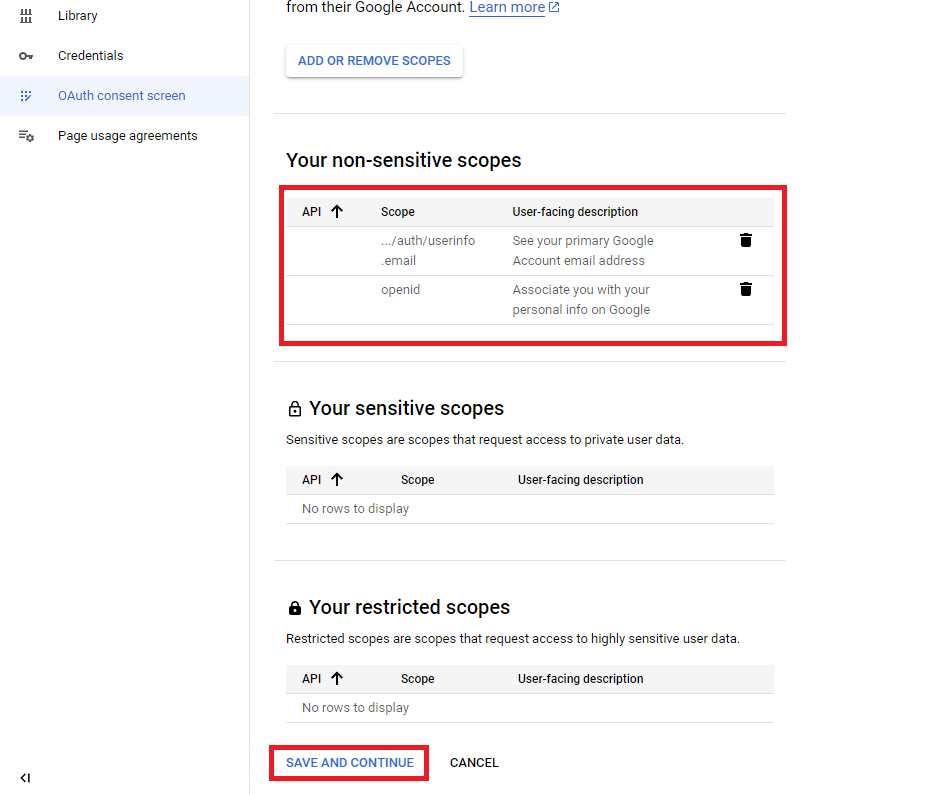 Library
Credentials
OAuth consent screen
Page usage agreements
from their Google Account. Learn more
ADD OR REMOVE SCOPES
Your non-sensitive scopes
API Scope User-facing description
.../auth/userinfo See your primary Google
.email Account email address
openid Associate you with your
personal info on Google
Your sensitive scopes
Sensitive scopes are scopes that request access to private user data.
API Scope User-facing description
No rows to display
Your restricted scopes
Restricted scopes are scopes that request access to highly sensitive user data.
API Scope User-facing description
No rows to display
SAVE AND CONTINUE CANCEL